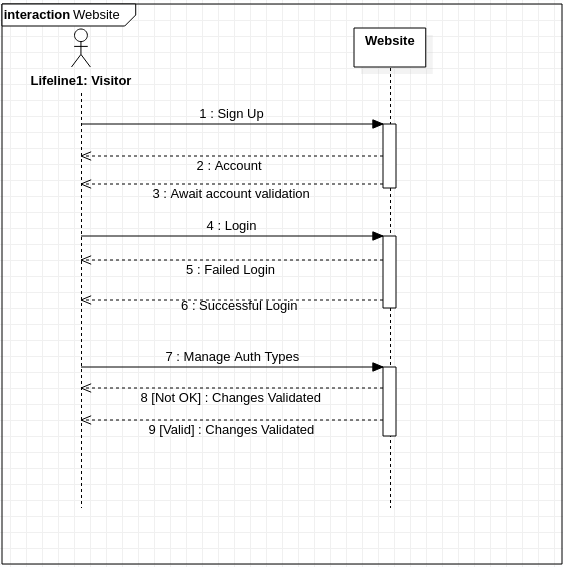 interaction Website
Website
Lifeline1: Visitor
1 : Sign Up
2 : Account
3 : Await account validation
4 : Login
5 : Failed Login
6 : Successful Login
7 : Manage Auth Types
8 [Not OK] : Changes Validated
9 [Valid] : Changes Validated